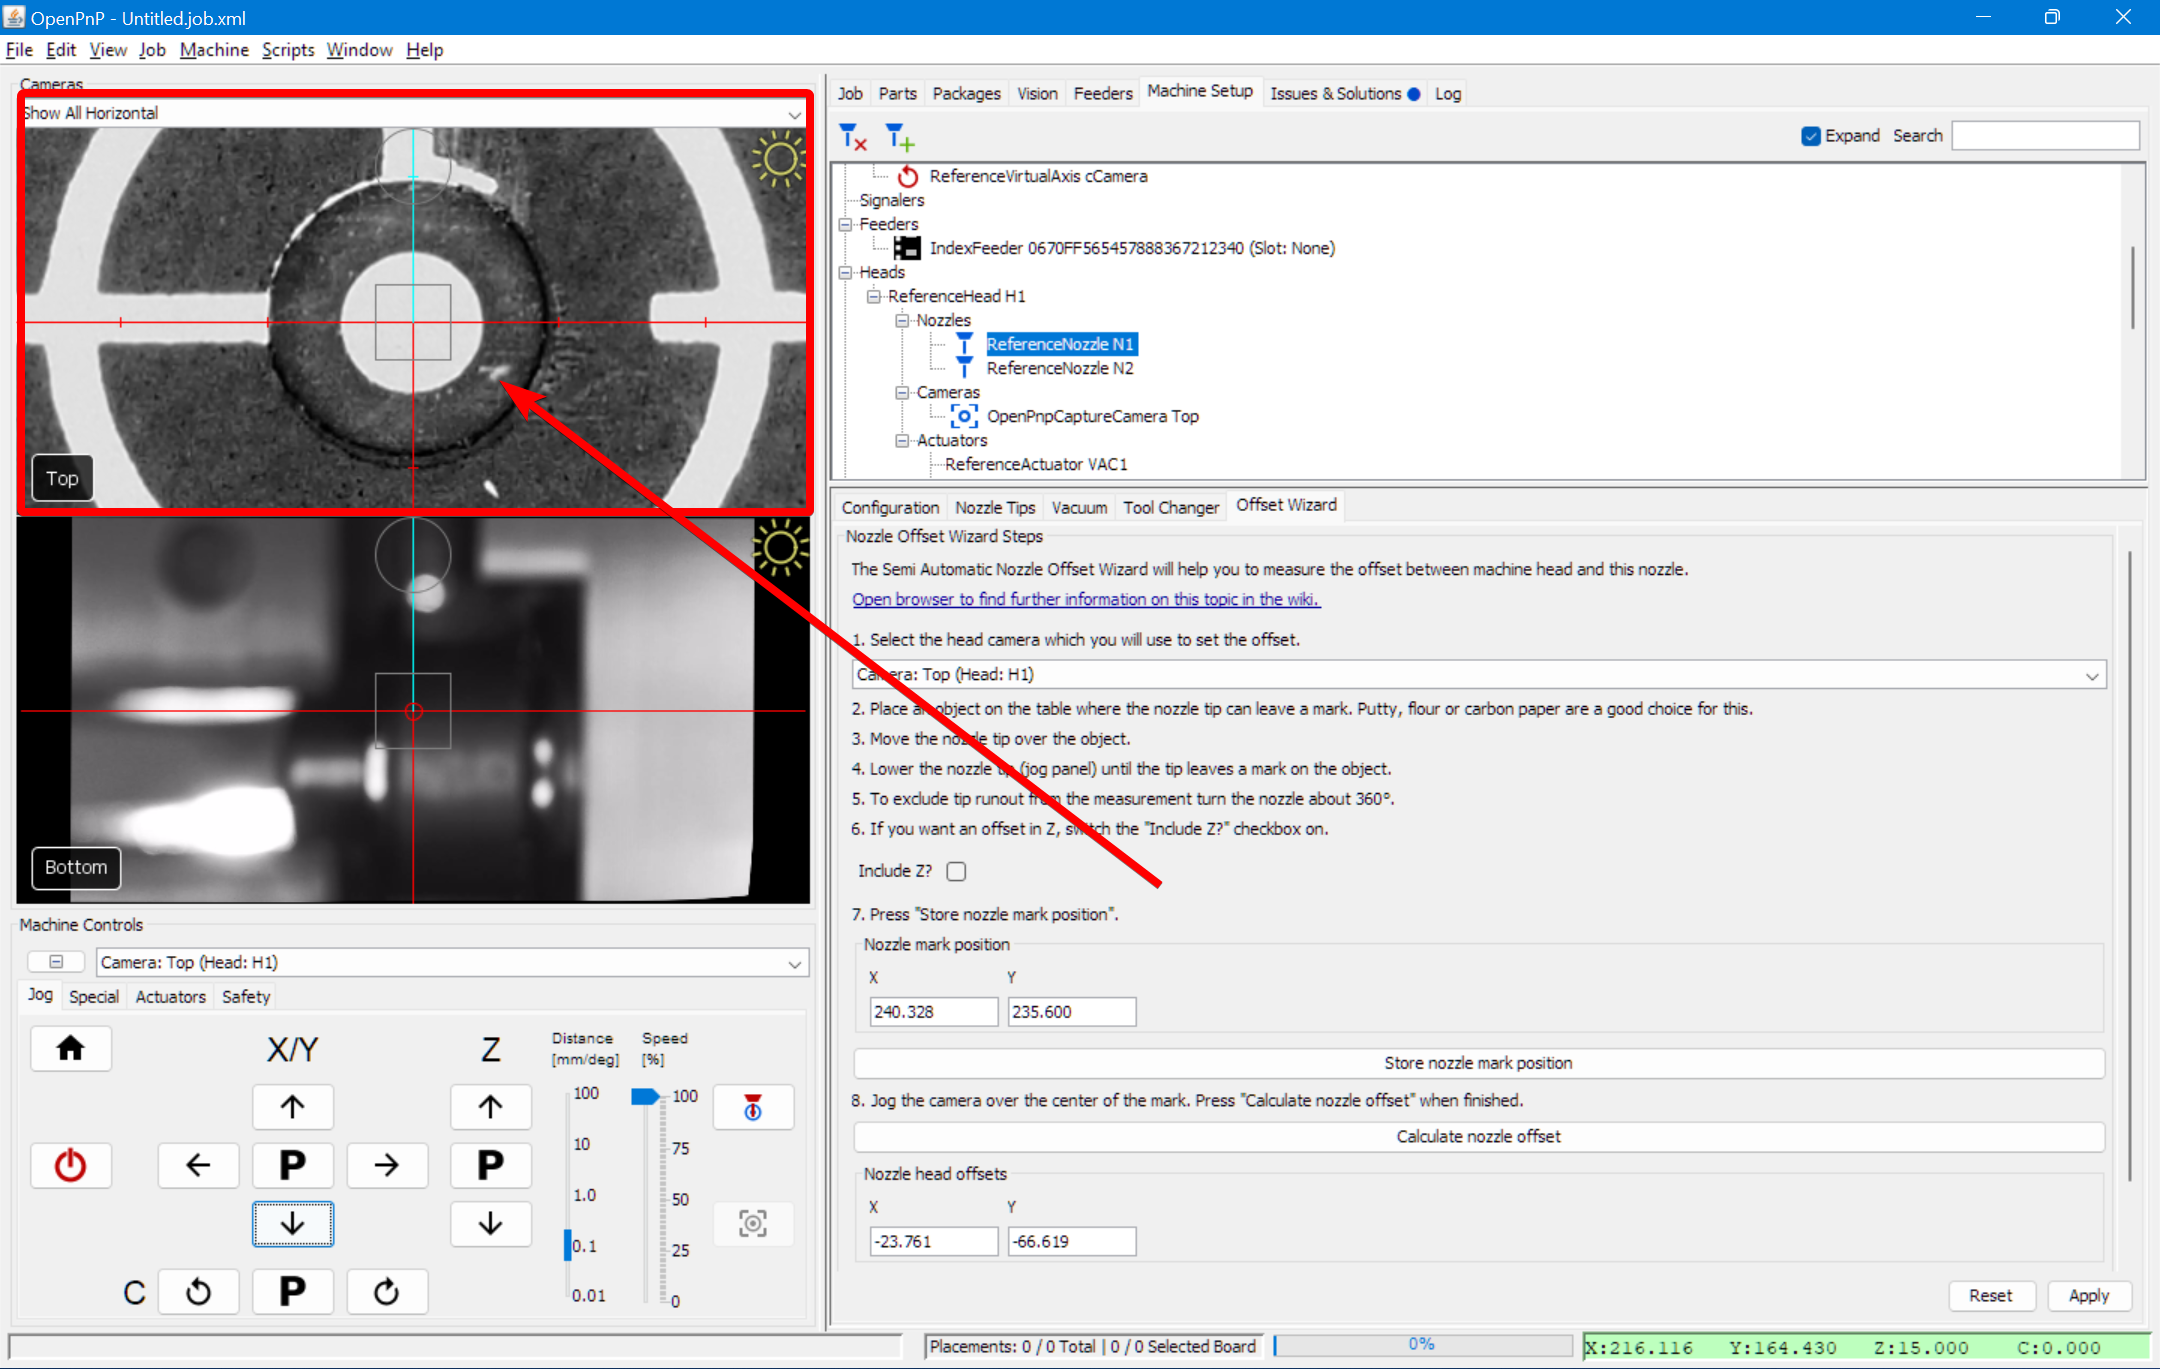 OpenPnP - Untitled.job.xml
File Edit View Job Machine Scripts Window Help
Cameras
Show All Horizontal
Top
Bottom
Machine Controls
Camera: Top (Head: H1)
Jog Special Actuators Safety
X/Y Z
Distance [mm/deg]
Speed [%]
100
10
1.0
0.1
0.01
100
75
50
25
0
P P
C P
Job Parts Packages Vision Feeders Machine Setup Issues & Solutions Log
Expand Search
ReferenceVirtualAxis cCamera
Signalers
Feeders
IndexFeeder 0670FF565457888367212340 (Slot: None)
Heads
ReferenceHead H1
Nozzles
ReferenceNozzle N1
ReferenceNozzle N2
Cameras
OpenPnpCaptureCamera Top
Actuators
ReferenceActuator VAC1
Configuration Nozzle Tips Vacuum Tool Changer Offset Wizard
Nozzle Offset Wizard Steps
The Semi Automatic Nozzle Offset Wizard will help you to measure the offset between machine head and this nozzle.
Open browser to find further information on this topic in the wiki.
1. Select the head camera which you will use to set the offset.
Camera: Top (Head: H1)
2. Place an object on the table where the nozzle tip can leave a mark. Putty, flour or carbon paper are a good choice for this.
3. Move the nozzle tip over the object.
4. Lower the nozzle tip (jog panel) until the tip leaves a mark on the object.
5. To exclude tip runout from the measurement turn the nozzle about 360°.
6. If you want an offset in Z, switch the "Include Z?" checkbox on.
Include Z?
7. Press "Store nozzle mark position".
Nozzle mark position
X Y
240.328 235.600
Store nozzle mark position
8. Jog the camera over the center of the mark. Press "Calculate nozzle offset" when finished.
Calculate nozzle offset
Nozzle head offsets
X Y
-23.761 -66.619
Reset Apply
Placements: 0 / 0 Total | 0 / 0 Selected Board 0% X:216.116 Y:164.430 Z:15.000 C:0.000